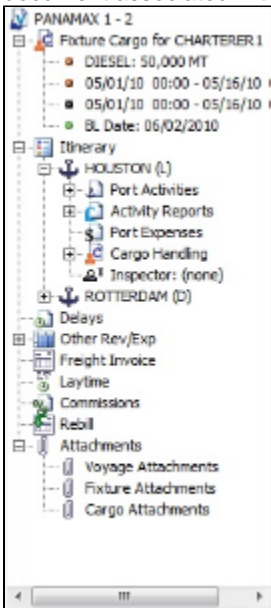 PANAMAX 1 - 2
Fixture Cargo for CHARTERER1
DIESEL: 50,000 MT
05/01/10 00:00 - 05/16/10
05/01/10 00:00 - 05/16/10
BL Date: 06/02/2010
Itinerary
HOUSTON (L)
Port Activities
Activity Reports
Port Expenses
Cargo Handling
Inspector: (none)
ROTTERDAM (D)
Delays
Other Rev/Exp
Freight Invoice
Laytime
Commissions
Rebill
Attachments
Voyage Attachments
Fixture Attachments
Cargo Attachments